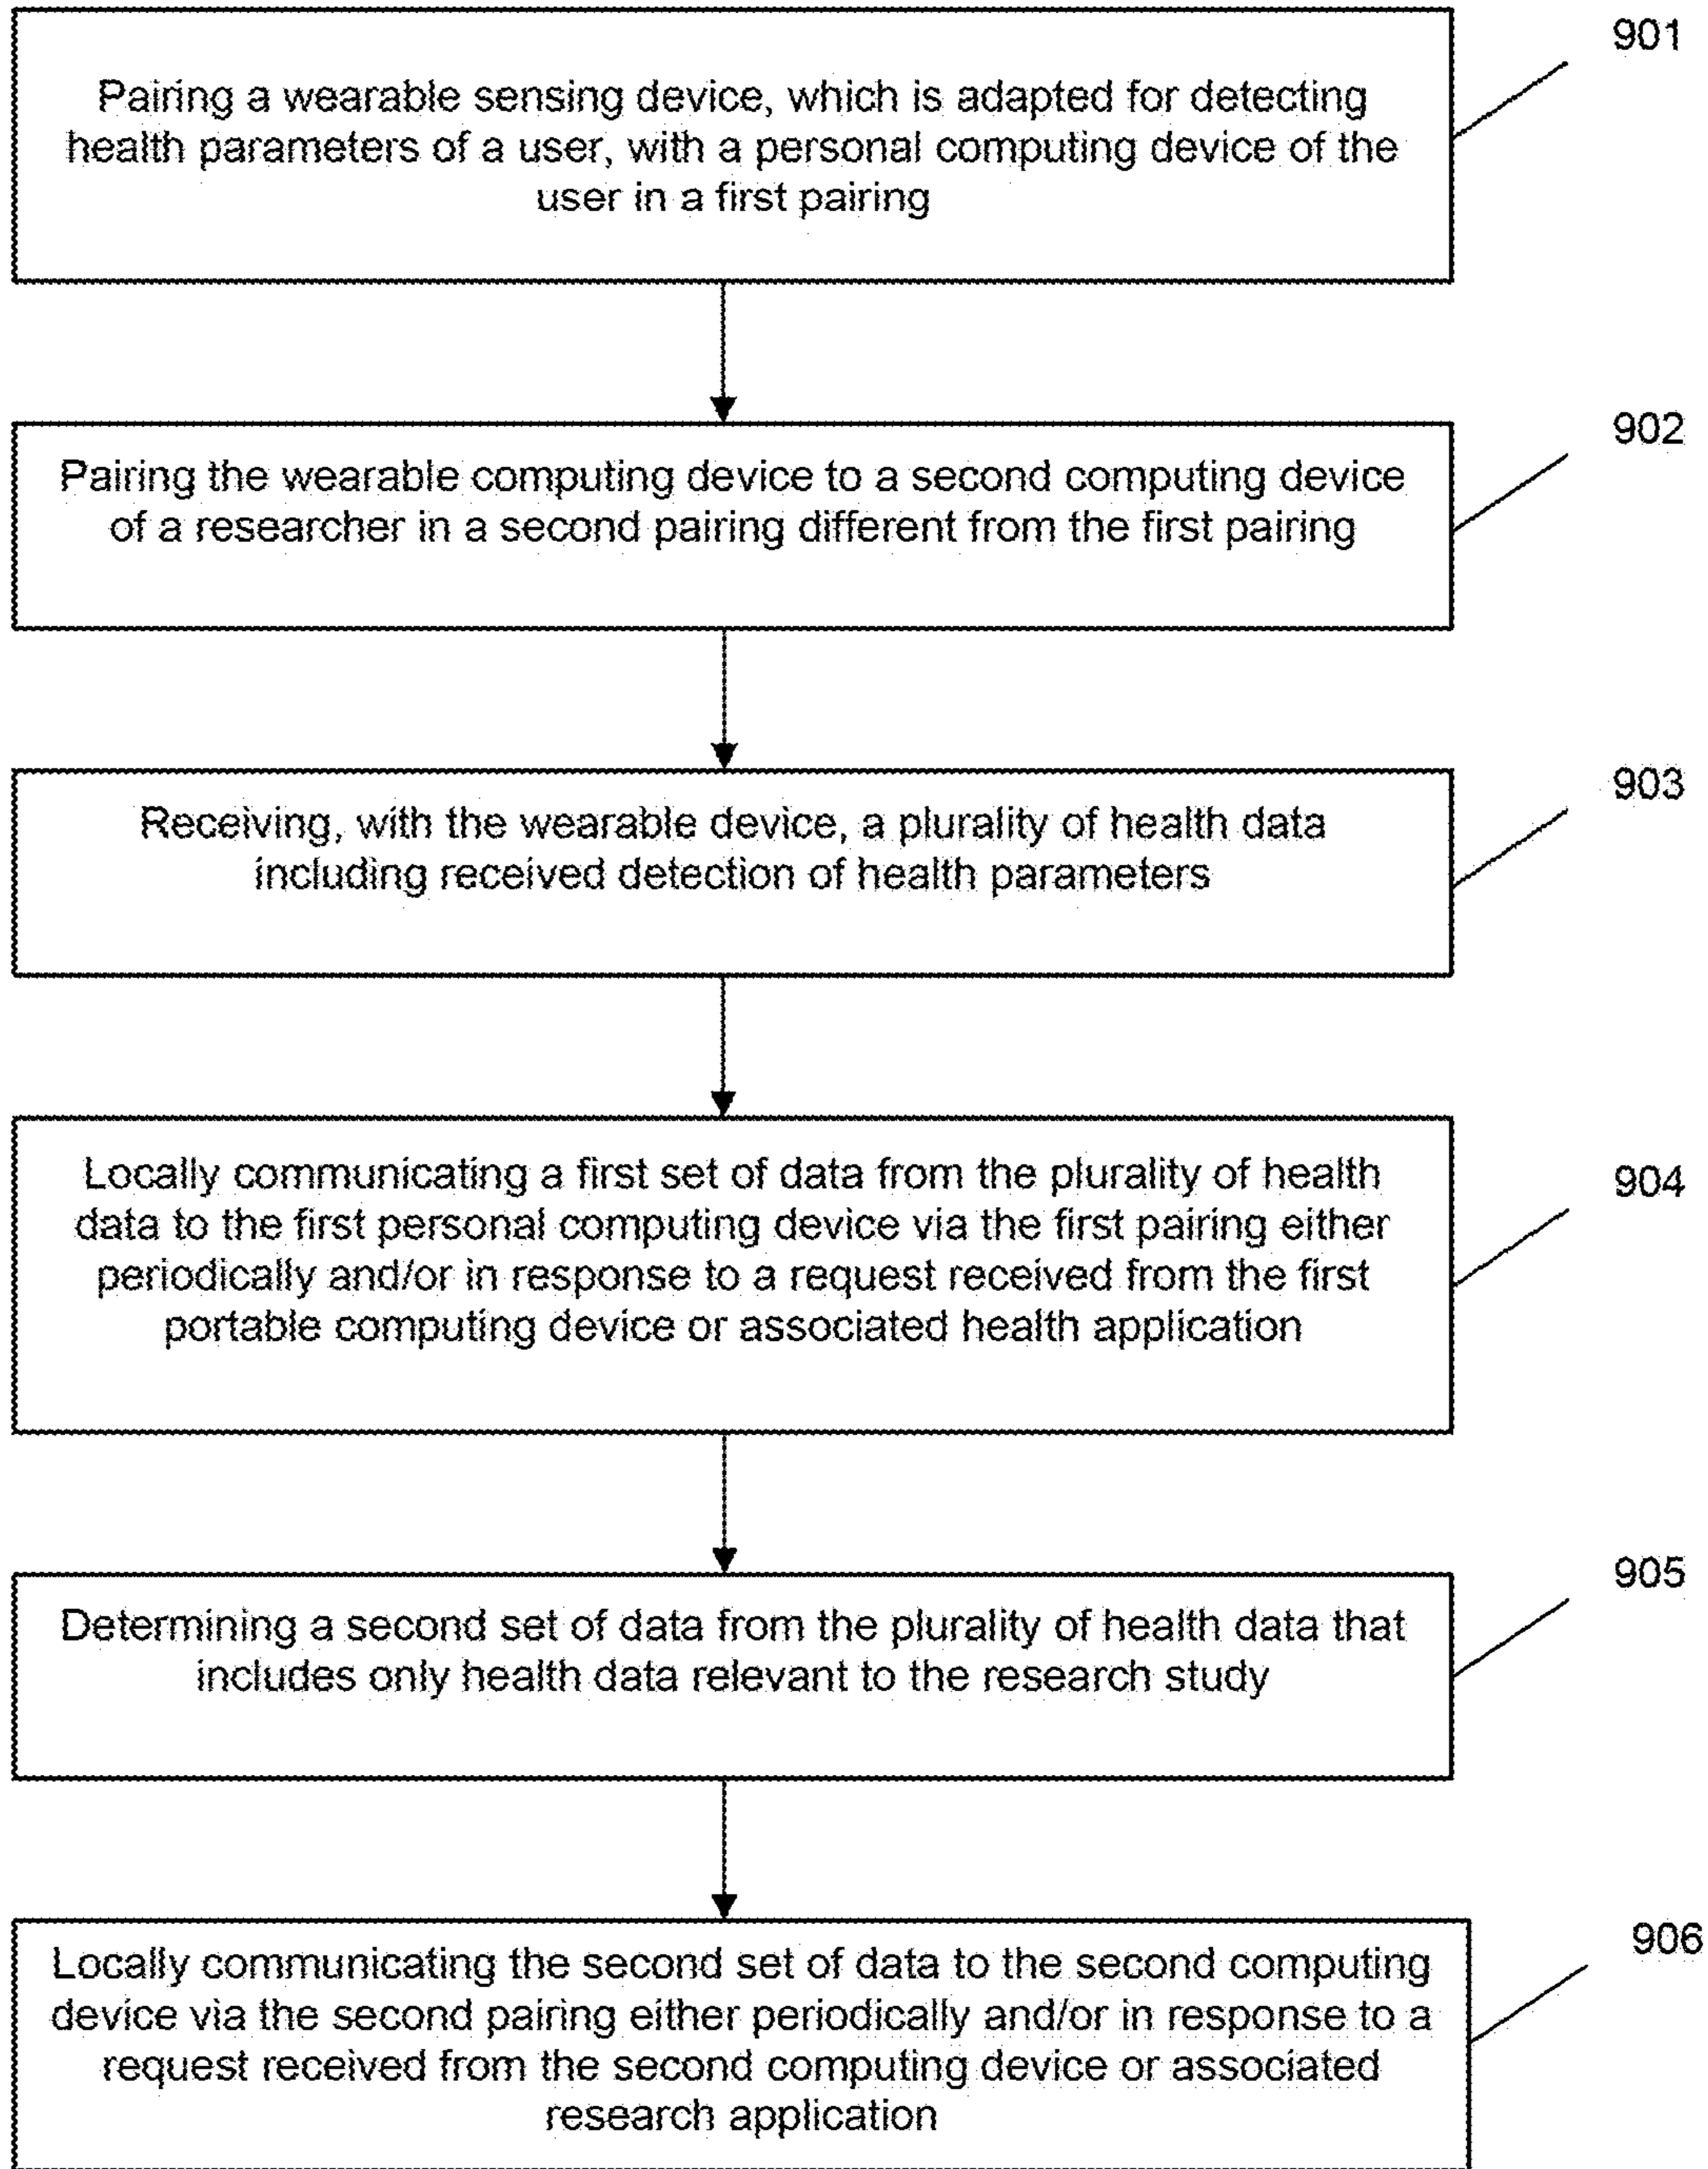 901
Pairing a wearable sensing device, which is adapted for detecting
health parameters of a user, with a personal computing device of the
user in a first pairing
902
Pairing the wearable computing device to a second computing device
of a researcher in a second pairing different from the first pairing
903
Receiving, with the wearable device, a plurality of health data
including received detection of health parameters
904
Locally communicating a first set of data from the plurality of health
data to the first personal computing device via the first pairing either
periodically and/or in response to a request received from the first
portable computing device or associated health application
905
Determining a second set of data from the plurality of health data that
includes only health data relevant to the research study
906
Locally communicating the second set of data to the second computing
device via the second pairing either periodically and/or in response to a
request received from the second computing device or associated
research application